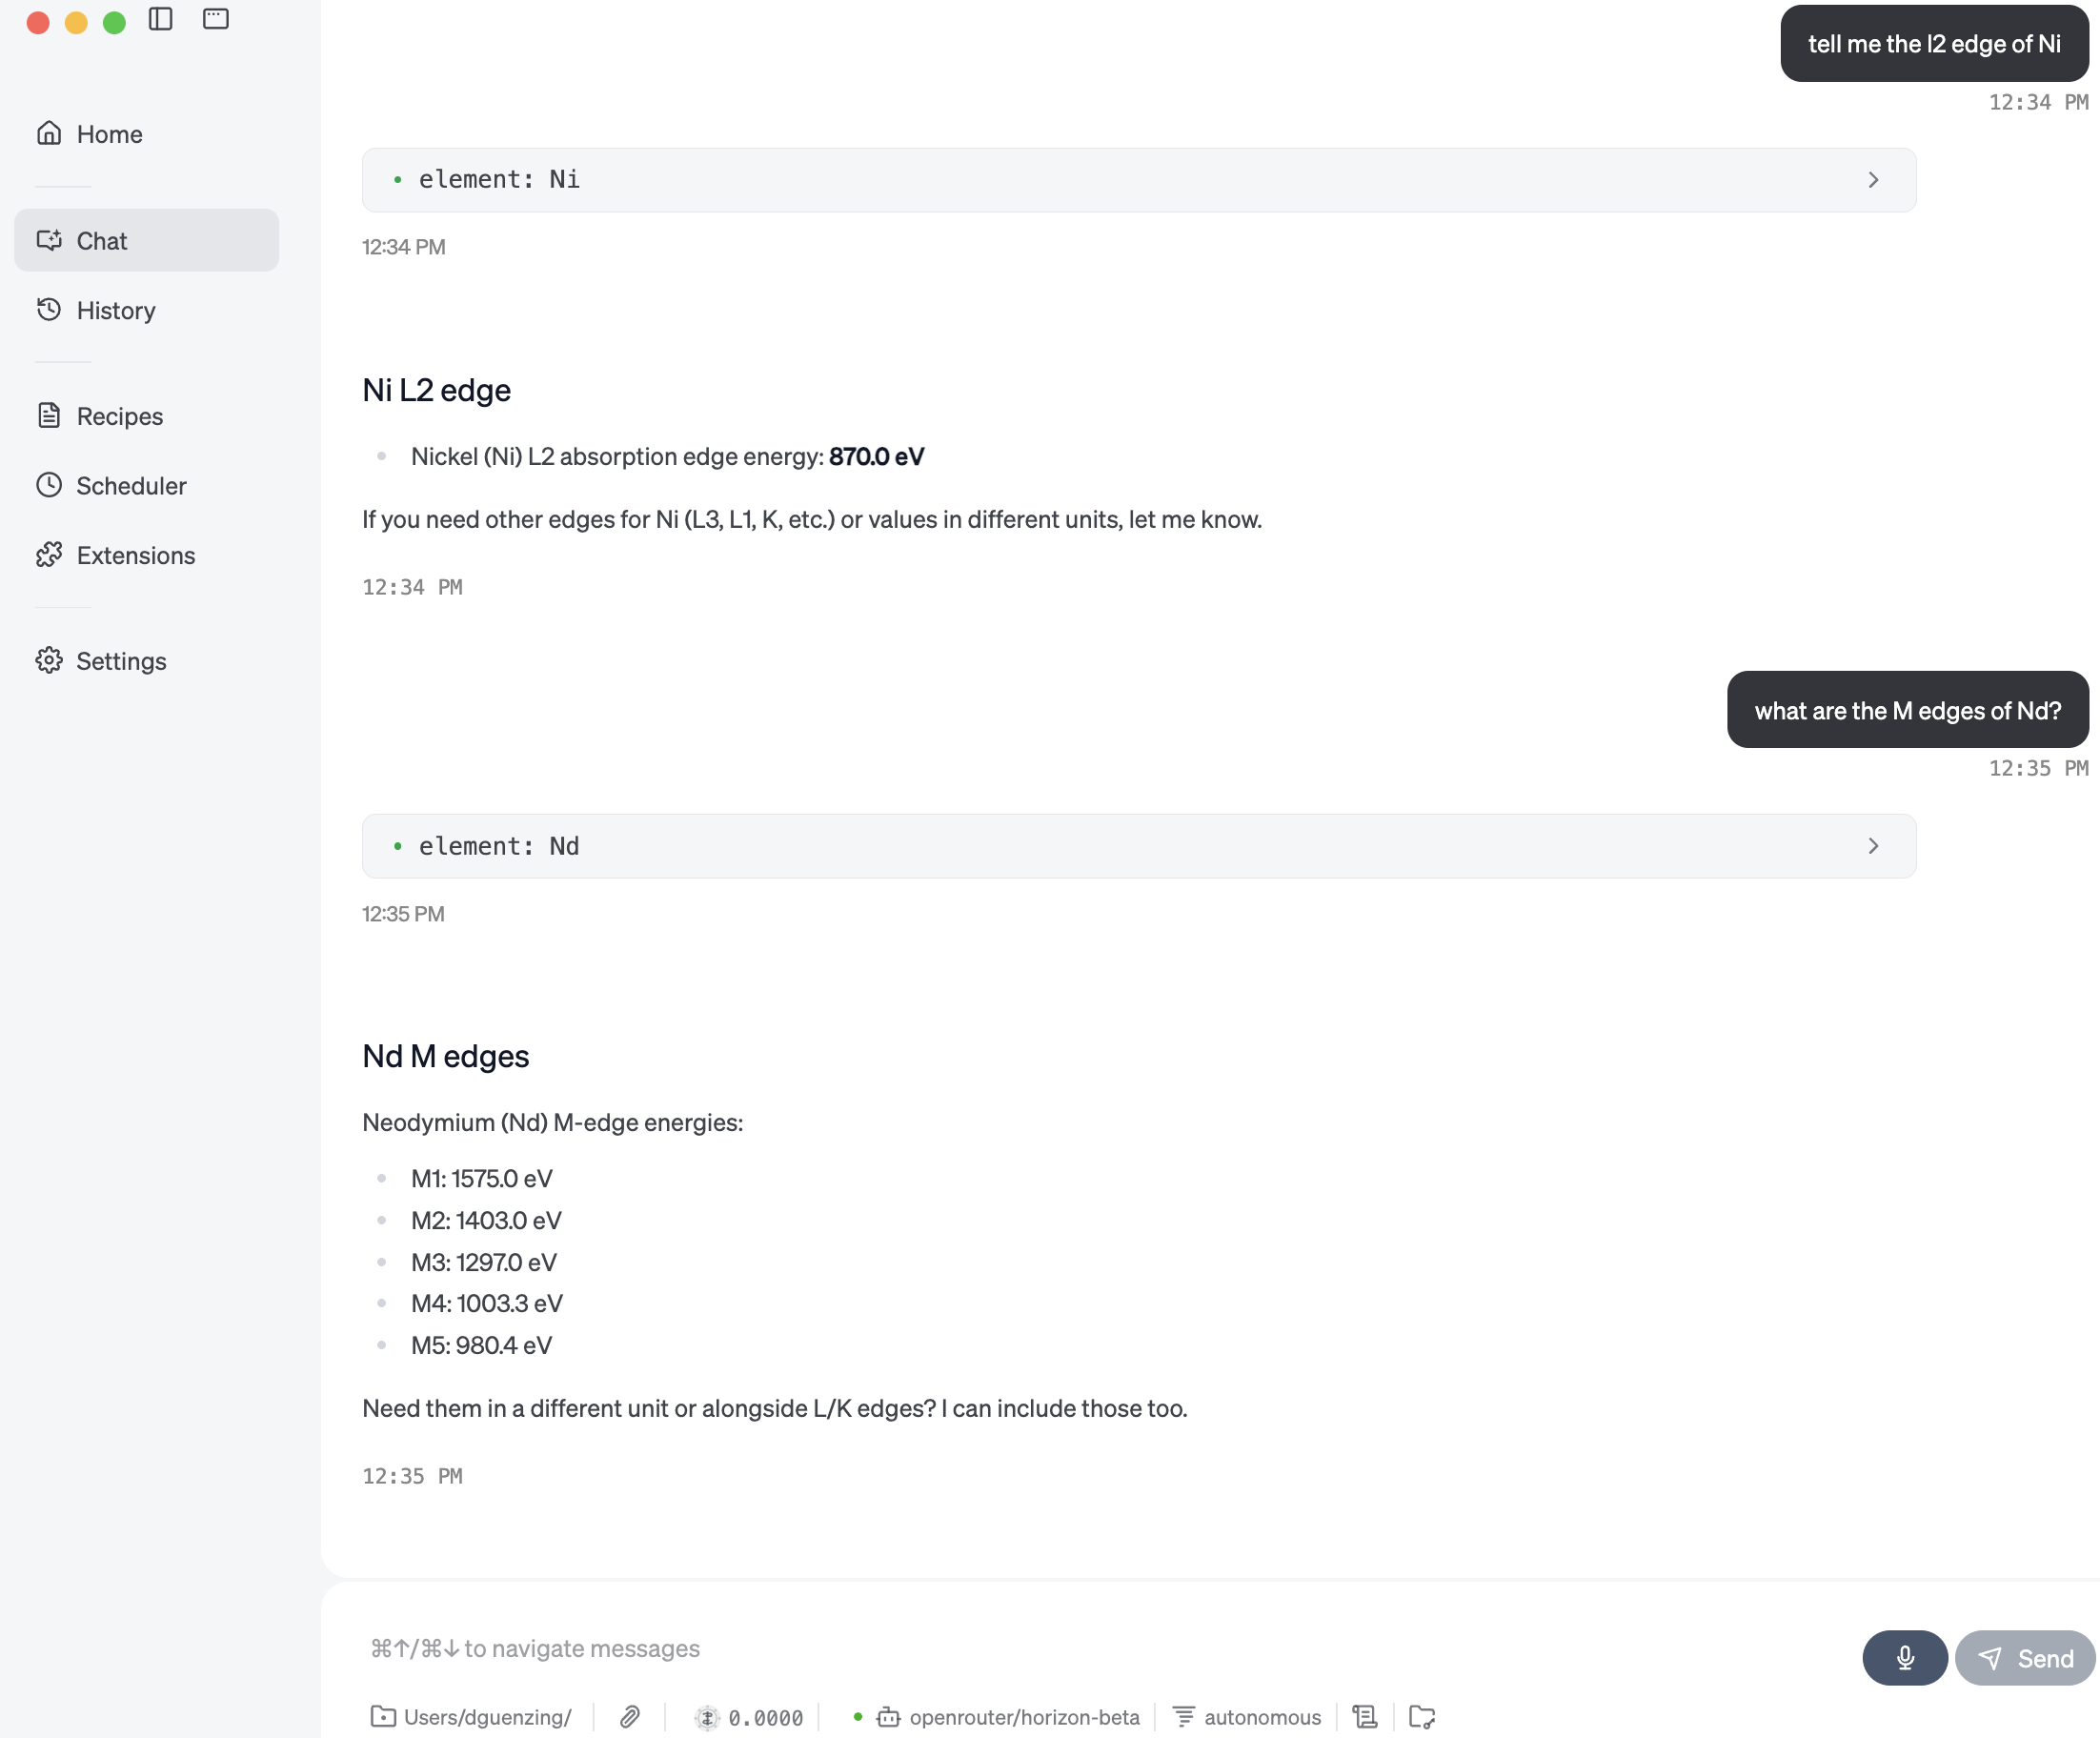 Home
Chat
History
Recipes
Scheduler
Extensions
Settings
tell me the l2 edge of Ni
12:34 PM
element: Ni
12:34 PM
Ni L2 edge
Nickel (Ni) L2 absorption edge energy: 870.0 eV
If you need other edges for Ni (L3, L1, K, etc.) or values in different units, let me know.
12:34 PM
what are the M edges of Nd?
12:35 PM
element: Nd
12:35 PM
Nd M edges
Neodymium (Nd) M-edge energies:
M1: 1575.0 eV
M2: 1403.0 eV
M3: 1297.0 eV
M4: 1003.3 eV
M5: 980.4 eV
Need them in a different unit or alongside L/K edges? I can include those too.
12:35 PM
⌘↑/⌘↓ to navigate messages
Send
Users/dguenzing/
0.0000
openrouter/horizon-beta
autonomous